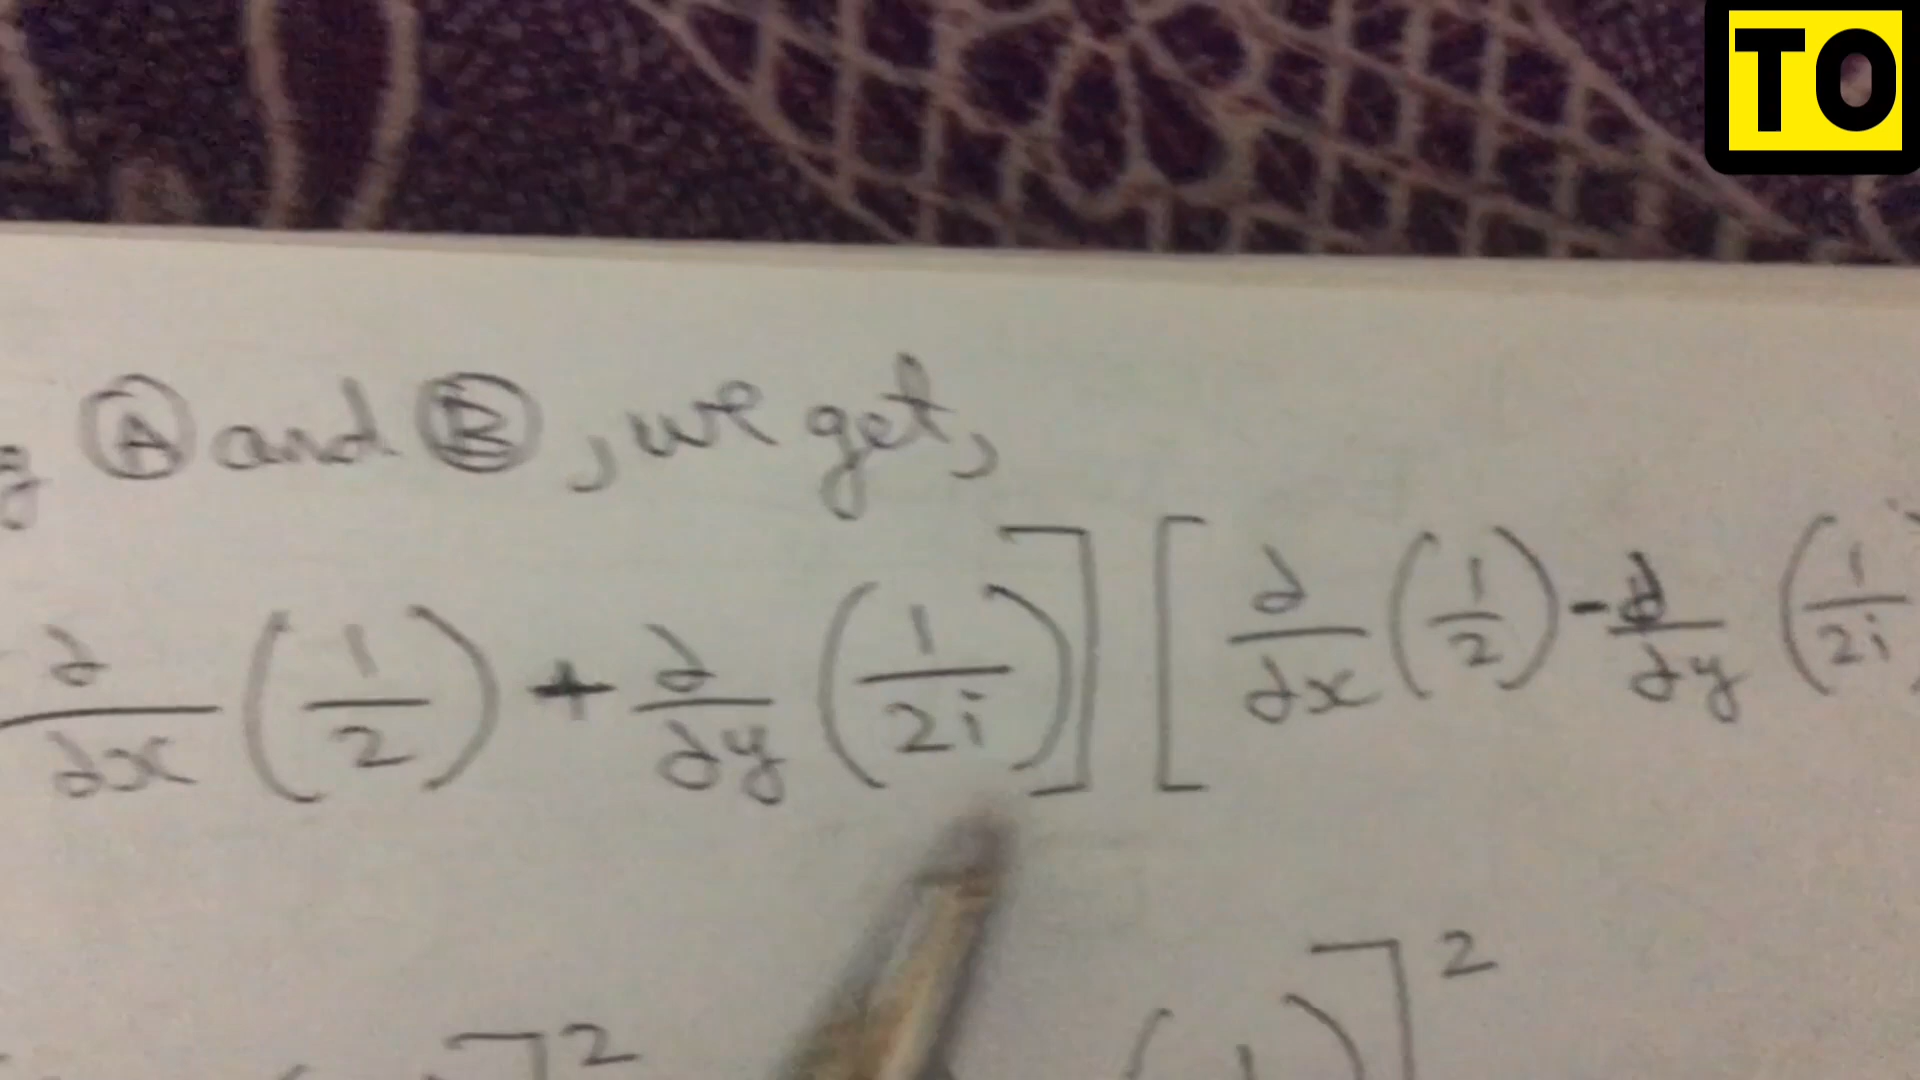 TO
Ⓐ and Ⓑ, we get,
∂/∂x (1/2) + ∂/∂y (1/2i) ] [ ∂/∂x (1/2) - ∂/∂y (1/2i
] 2
] 2